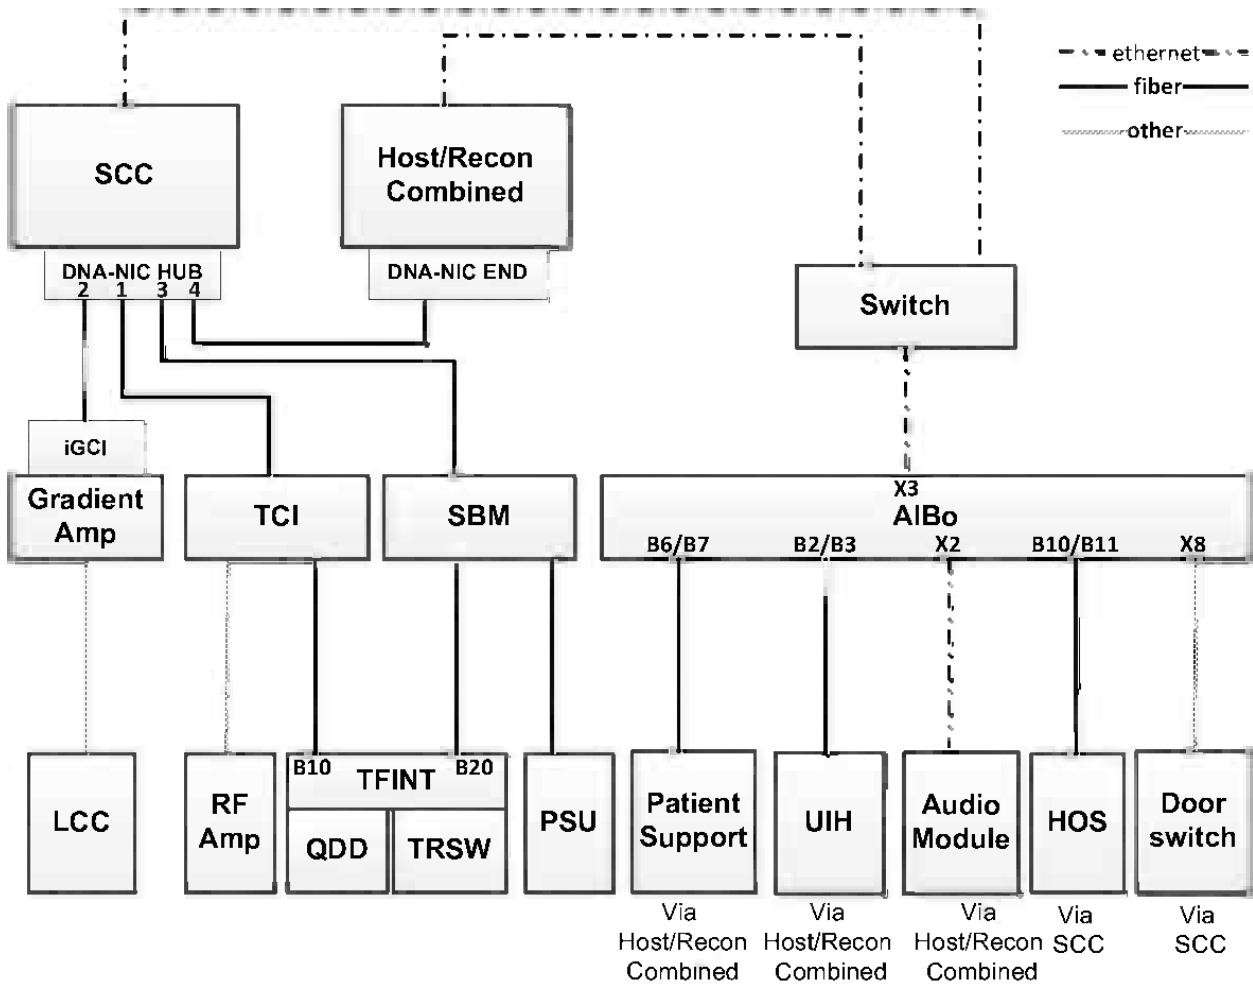 ethernet
fiber
other
SCC
Host/Recon
Combined
DNA-NIC HUB
2 1 3 4
DNA-NIC END
Switch
iGCI
Gradient
Amp
TCI
SBM
X3
AIBo
B6/B7 B2/B3 X2 B10/B11 X8
LCC
RF
Amp
B10 B20
TFINT
QDD TRSW
PSU
Patient
Support
UIH
Audio
Module
HOS
Door
switch
Via
Host/Recon
Combined
Via
Host/Recon
Combined
Via
Host/Recon
Combined
Via
SCC
Via
SCC